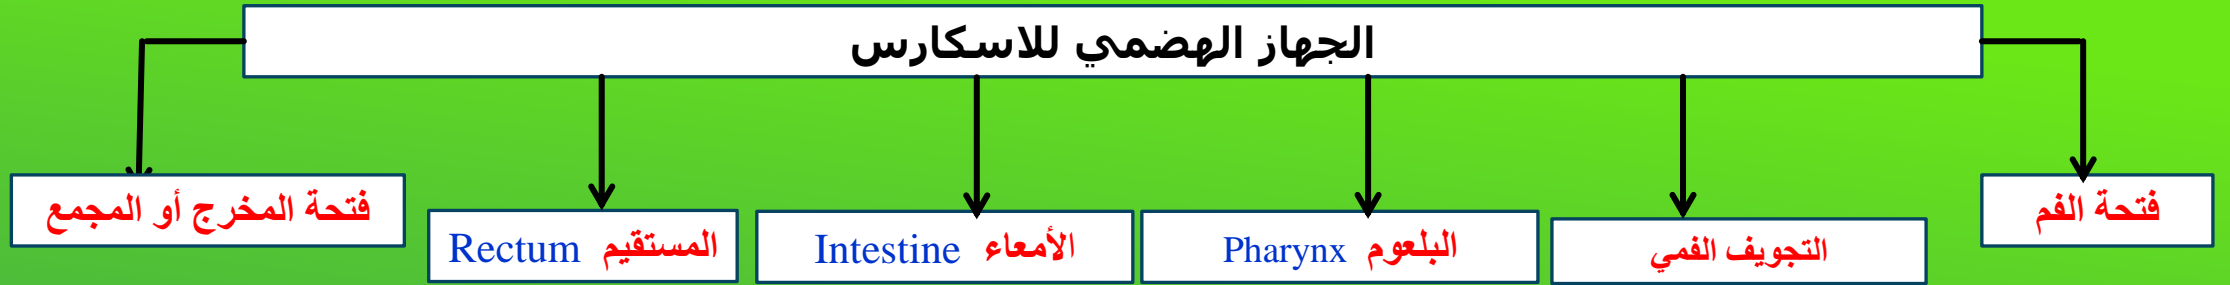 الجهاز الهضمي للاسكارس
فتحة الفم
التجويف الفمي
البلعوم Pharynx
الأمعاء Intestine
المستقيم Rectum
فتحة المخرج أو المجمع